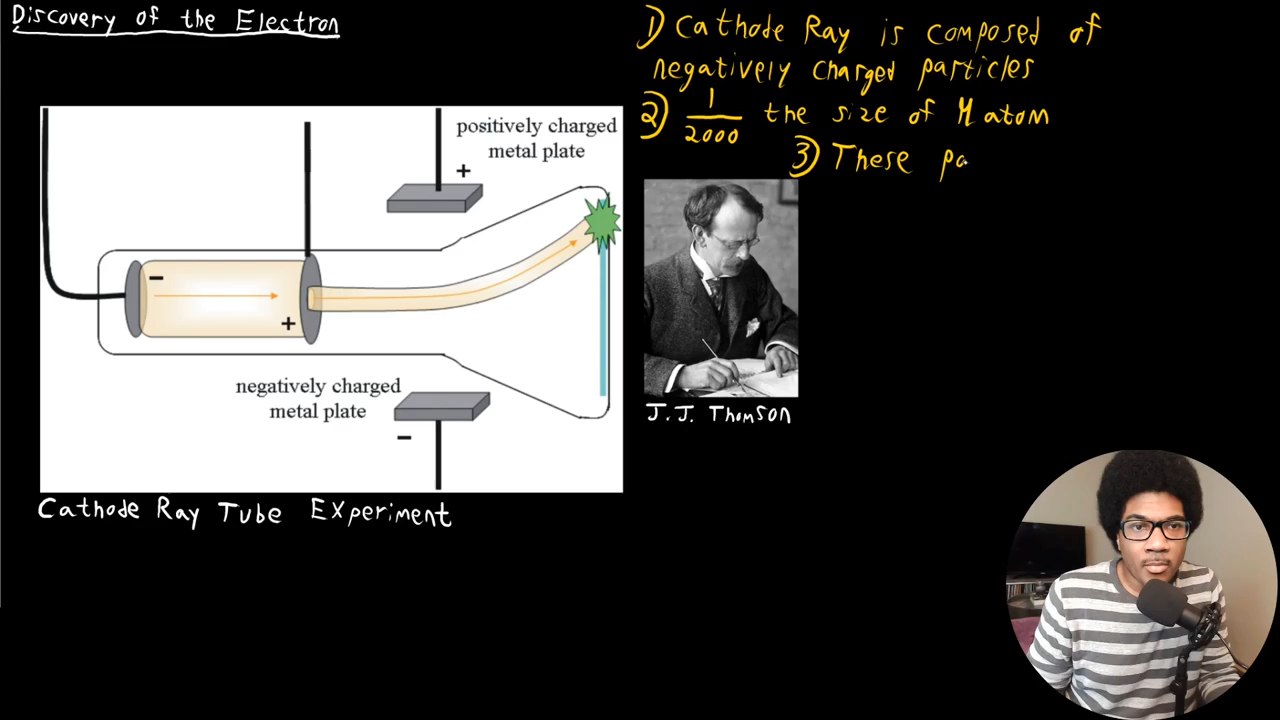 Discovery of the Electron
1) Cathode Ray is composed of
negatively charged particles
2) 1/2000 the size of H atom
3) These pa
positively charged
metal plate
+
−
+
negatively charged
metal plate
−
J.J. Thomson
Cathode Ray Tube Experiment